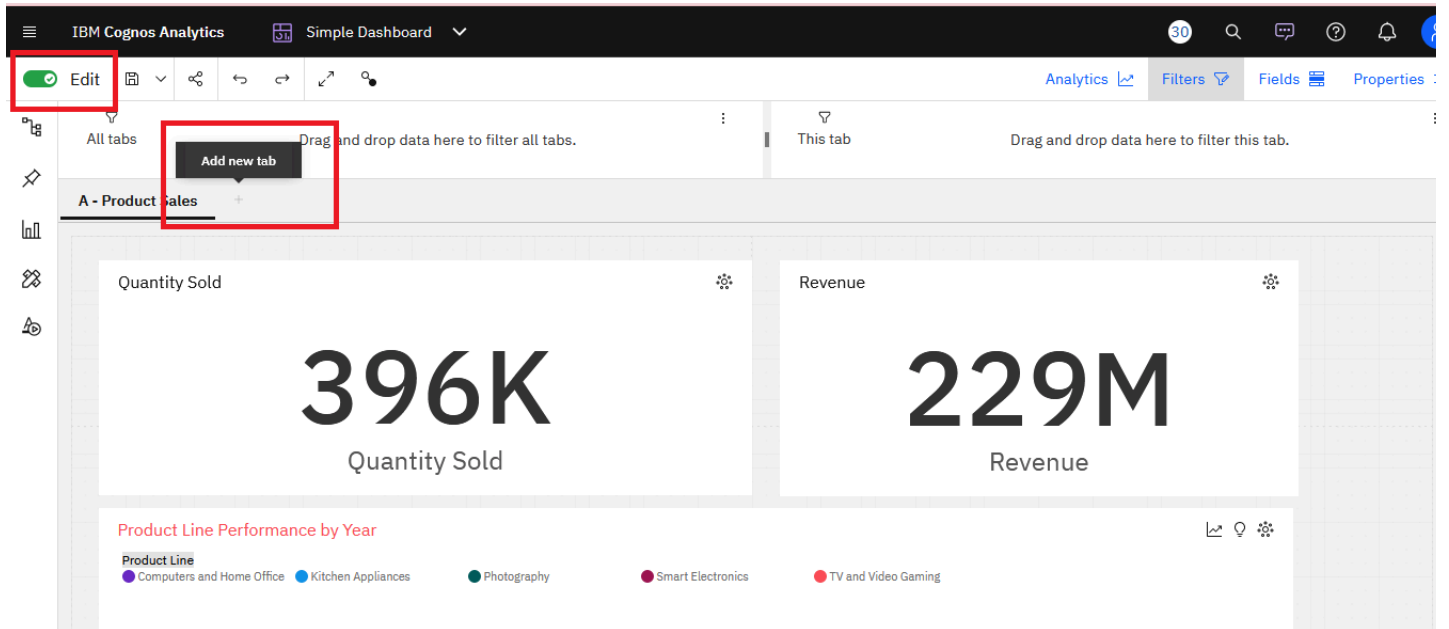 IBM Cognos Analytics
Simple Dashboard
30
Edit
Analytics
Filters
Fields
Properties
All tabs
Drag and drop data here to filter all tabs.
This tab
Drag and drop data here to filter this tab.
Add new tab
A - Product Sales
Quantity Sold
396K
Quantity Sold
Revenue
229M
Revenue
Product Line Performance by Year
Product Line
Computers and Home Office
Kitchen Appliances
Photography
Smart Electronics
TV and Video Gaming